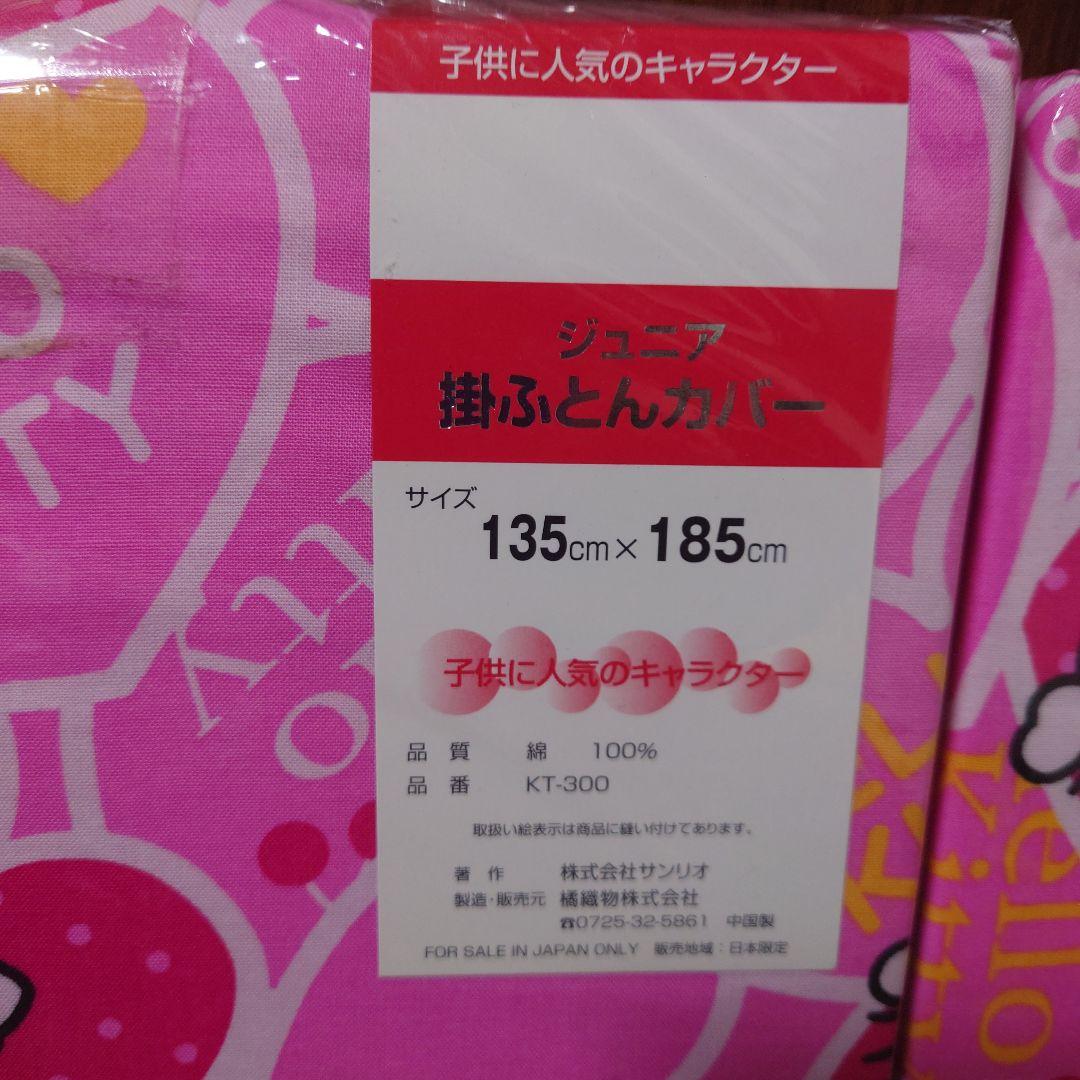 子供に人気のキャラクター
ジュニア
掛ふとんカバー
サイズ
135cm×185cm
子供に人気のキャラクター
品 質 綿 100%
品 番 KT-300
取扱い絵表示は商品に縫い付けてあります。
著 作 株式会社サンリオ
製造・販売元 橘織物株式会社
☎0725-32-5861 中国製
FOR SALE IN JAPAN ONLY 販売地域：日本限定
O
TY
kello
kitty